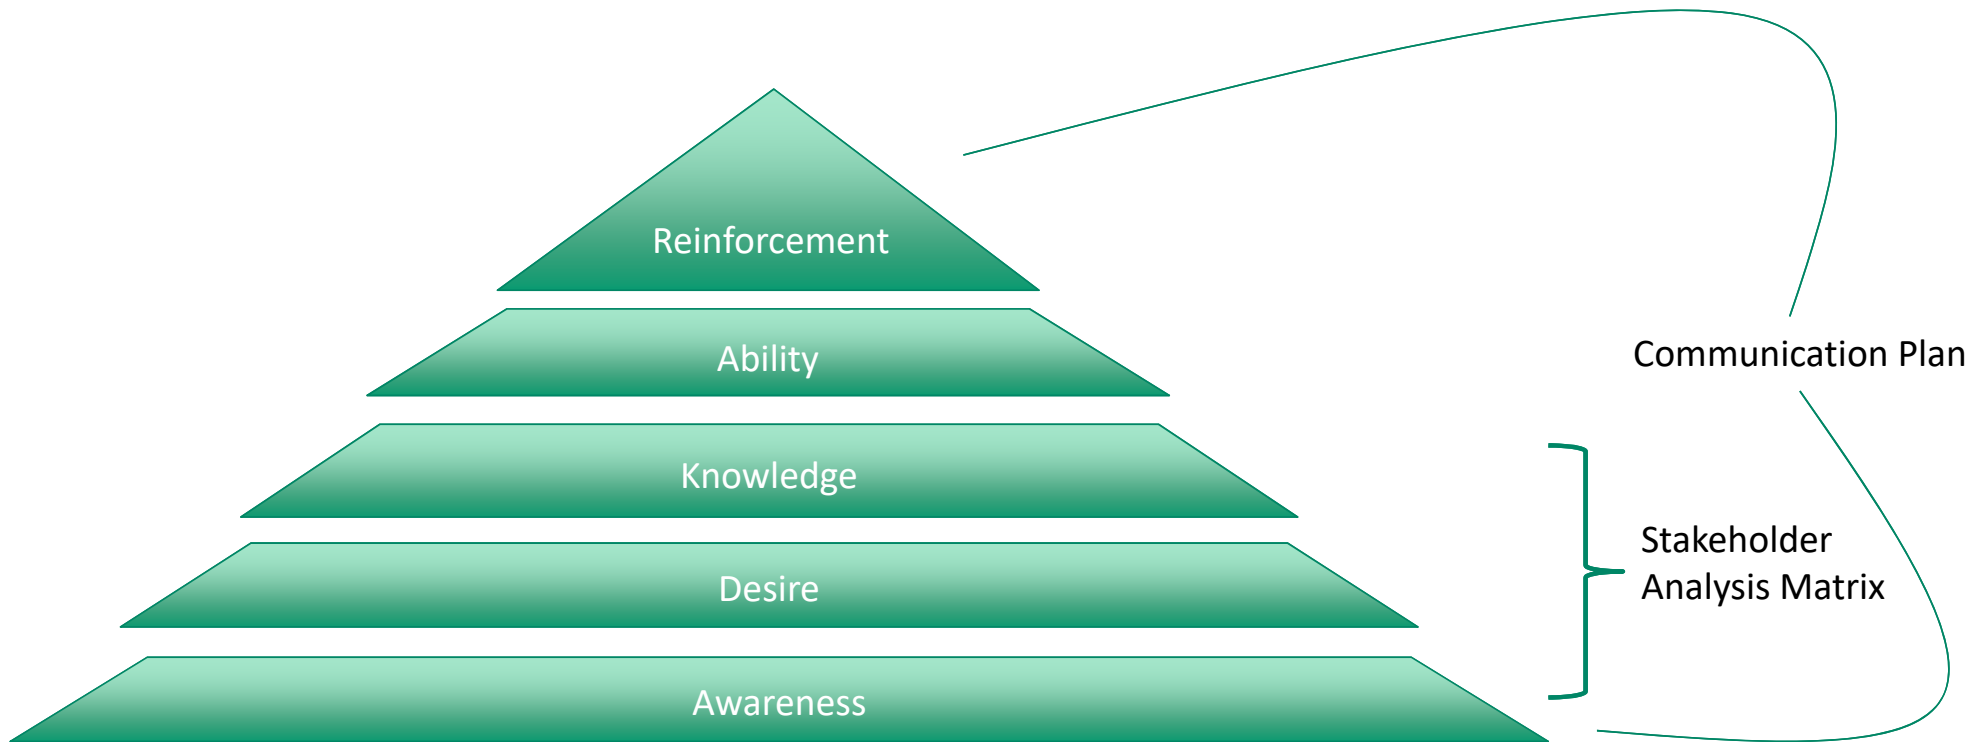 Reinforcement
Ability
Communication Plan
Knowledge
Stakeholder
Analysis Matrix
Desire
Awareness